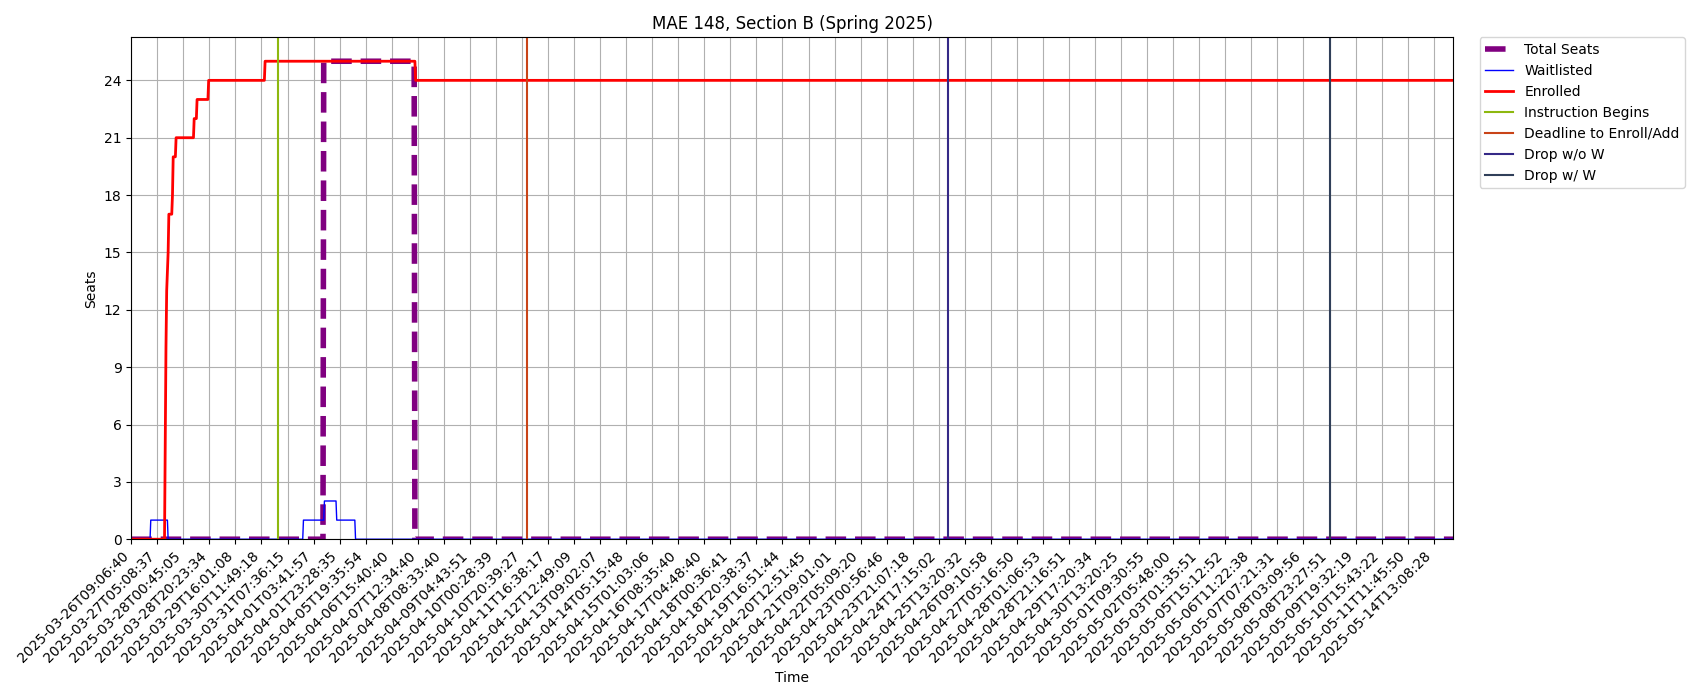 MAE 148, Section B (Spring 2025)
Total Seats
Waitlisted
Enrolled
Instruction Begins
Deadline to Enroll/Add
Drop w/o W
Drop w/ W
Seats
24
21
18
15
12
9
6
3
0
2025-03-26T09:06:40
2025-03-27T05:08:37
2025-03-28T00:45:05
2025-03-28T20:23:34
2025-03-29T16:01:08
2025-03-30T11:49:18
2025-03-31T07:36:15
2025-04-01T03:41:57
2025-04-01T23:28:35
2025-04-05T19:35:54
2025-04-06T15:40:40
2025-04-07T12:34:40
2025-04-08T08:33:40
2025-04-09T04:43:51
2025-04-10T00:28:39
2025-04-10T20:39:27
2025-04-11T16:38:17
2025-04-12T12:49:09
2025-04-13T09:02:07
2025-04-14T05:15:48
2025-04-15T01:03:06
2025-04-16T08:35:40
2025-04-17T04:48:40
2025-04-18T00:36:41
2025-04-18T20:38:37
2025-04-19T16:51:44
2025-04-20T12:51:45
2025-04-21T09:01:01
2025-04-22T05:09:20
2025-04-23T00:56:46
2025-04-23T21:07:18
2025-04-24T17:15:02
2025-04-25T13:20:32
2025-04-26T09:10:58
2025-04-27T05:16:50
2025-04-28T01:06:53
2025-04-28T21:16:51
2025-04-29T17:20:34
2025-04-30T13:20:25
2025-05-01T09:30:55
2025-05-02T05:48:00
2025-05-03T01:35:51
2025-05-05T15:12:52
2025-05-06T11:22:38
2025-05-07T07:21:31
2025-05-08T03:09:56
2025-05-08T23:27:51
2025-05-09T19:32:19
2025-05-10T15:43:22
2025-05-11T11:45:50
2025-05-14T13:08:28
Time